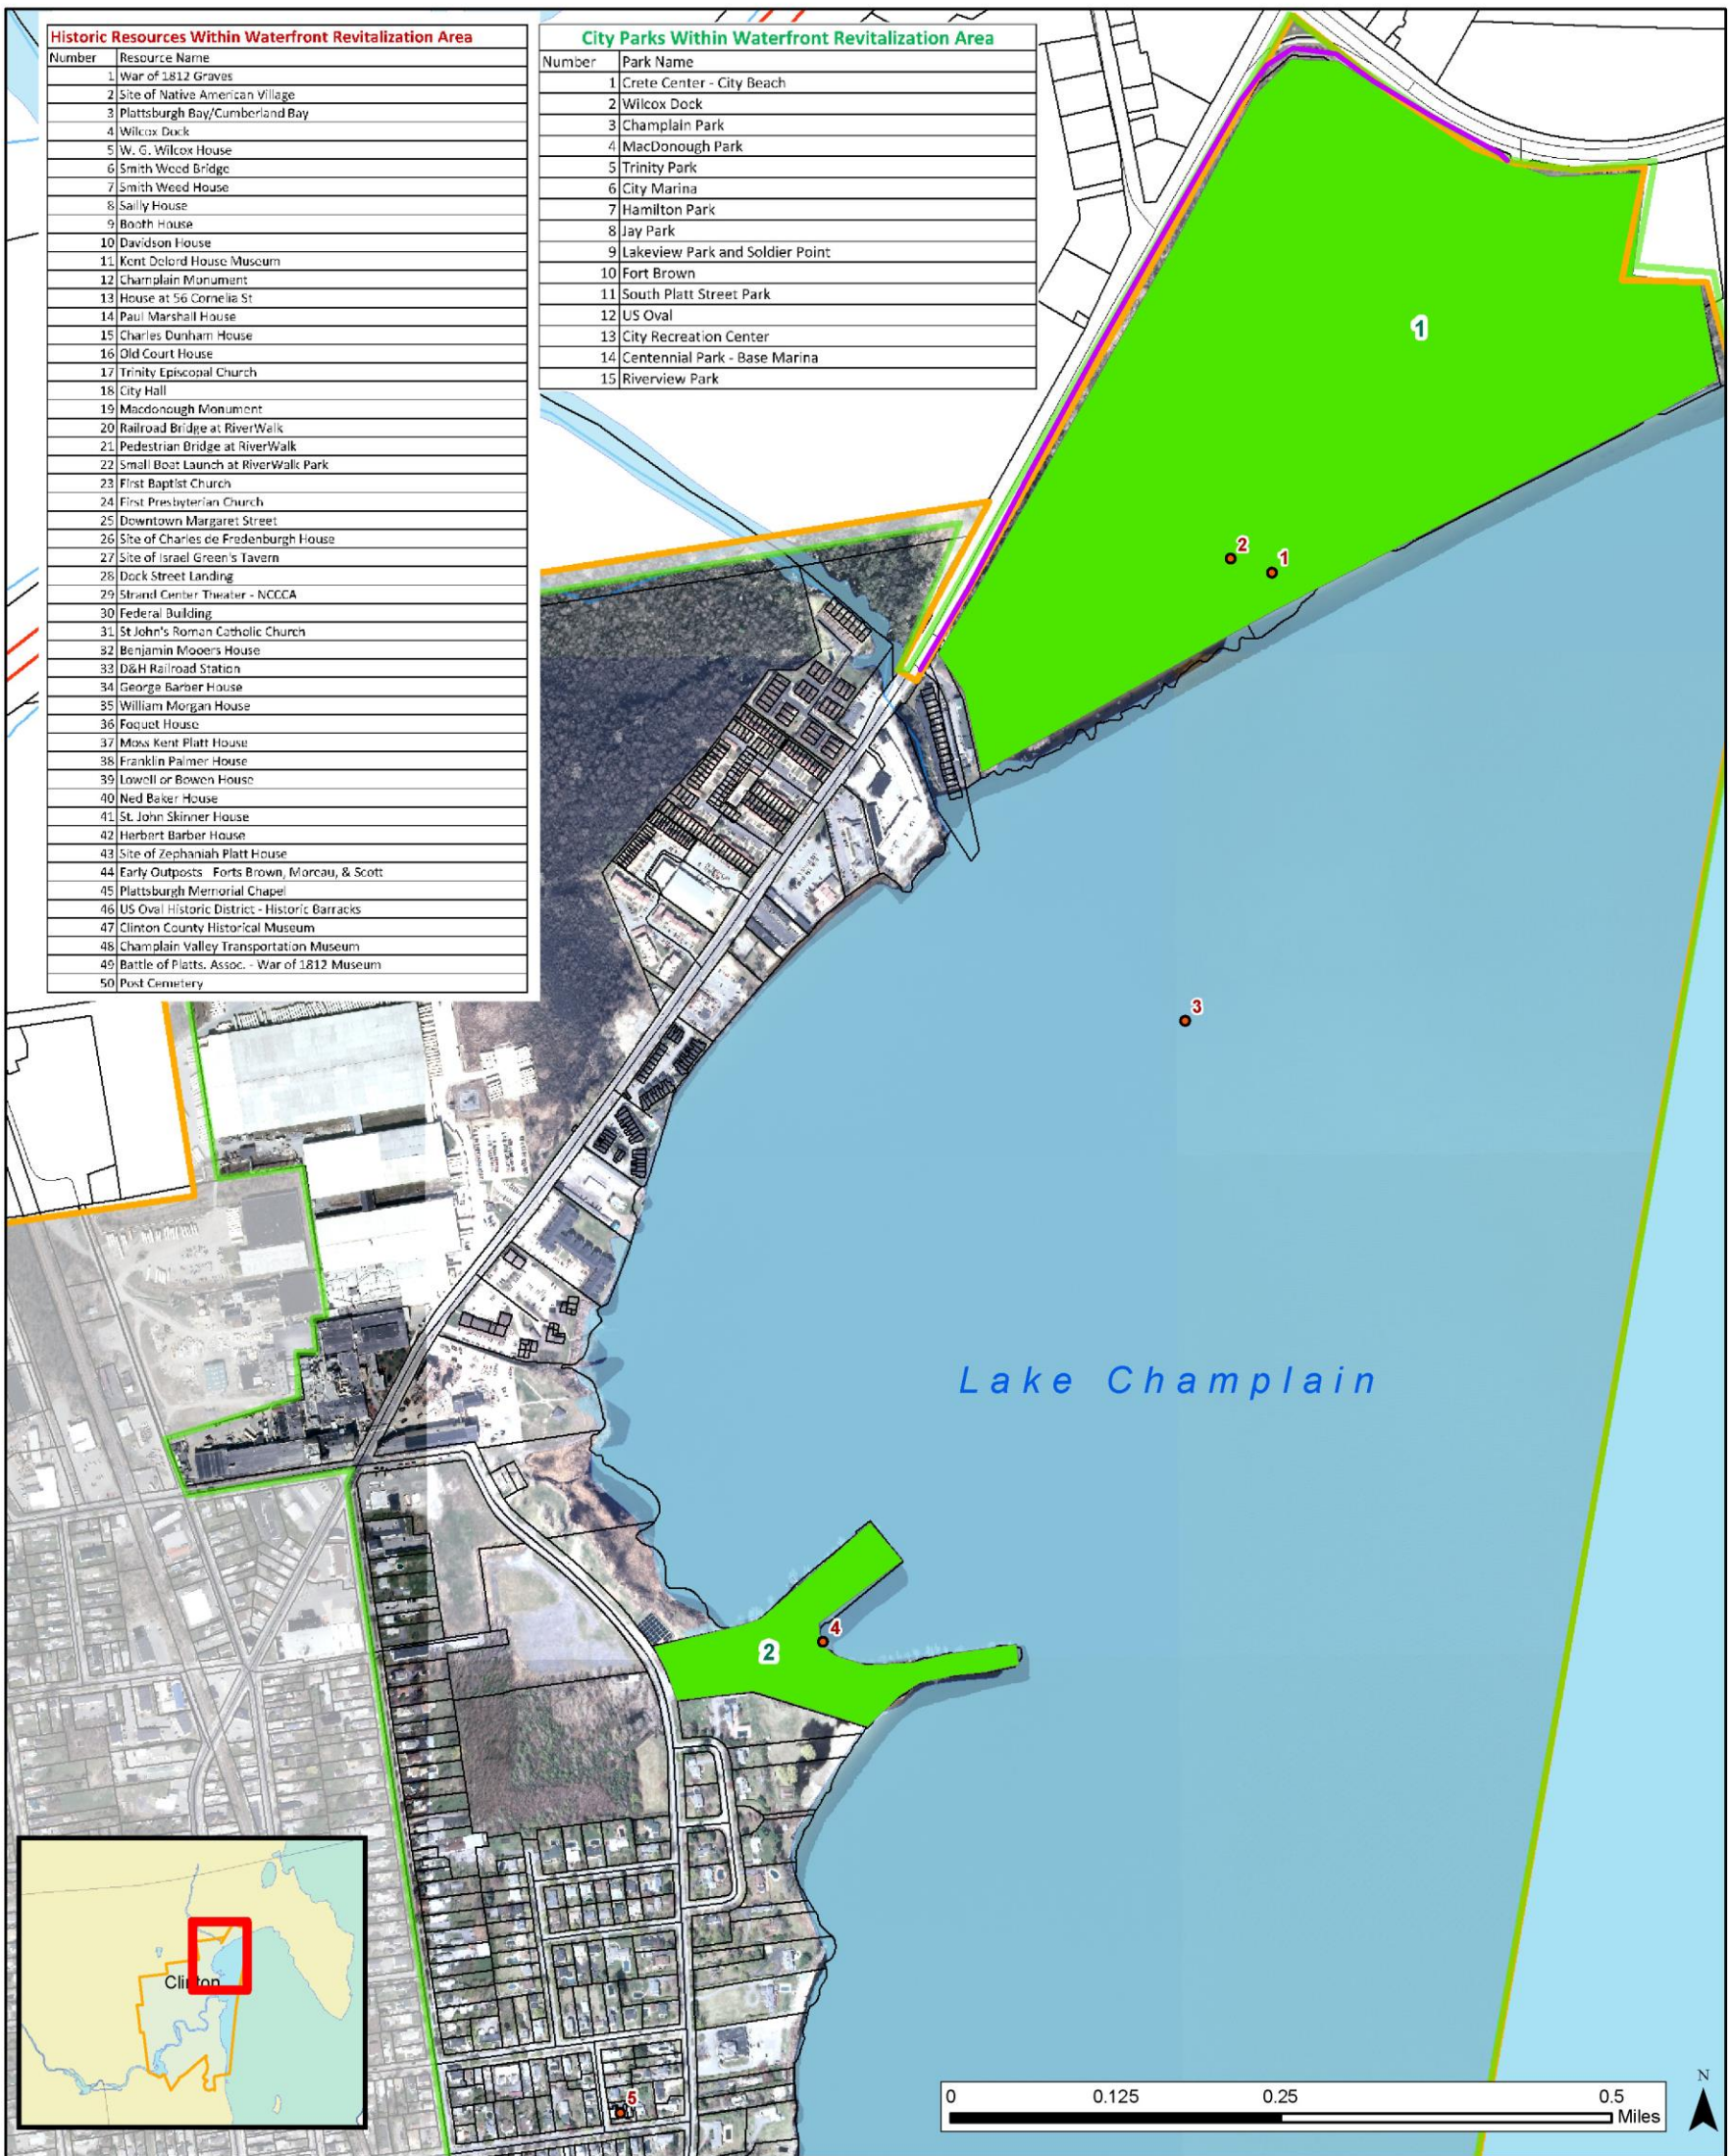 Historic Resources Within Waterfront Revitalization Area
Number Resource Name
1 War of 1812 Graves
2 Site of Native American Village
3 Plattsburgh Bay/Cumberland Bay
4 Wilcox Dock
5 W. G. Wilcox House
6 Smith Weed Bridge
7 Smith Weed House
8 Sailly House
9 Booth House
10 Davidson House
11 Kent Delord House Museum
12 Champlain Monument
13 House at 56 Cornelia St
14 Paul Marshall House
15 Charles Dunham House
16 Old Court House
17 Trinity Episcopal Church
18 City Hall
19 Macdonough Monument
20 Railroad Bridge at RiverWalk
21 Pedestrian Bridge at RiverWalk
22 Small Boat Launch at RiverWalk Park
23 First Baptist Church
24 First Presbyterian Church
25 Downtown Margaret Street
26 Site of Charles de Fredenburgh House
27 Site of Israel Green's Tavern
28 Dock Street Landing
29 Strand Center Theater - NCCCA
30 Federal Building
31 St John's Roman Catholic Church
32 Benjamin Mooers House
33 D&H Railroad Station
34 George Barber House
35 William Morgan House
36 Foquet House
37 Moss Kent Platt House
38 Franklin Palmer House
39 Lowell or Bowen House
40 Ned Baker House
41 St. John Skinner House
42 Herbert Barber House
43 Site of Zephaniah Platt House
44 Early Outposts Forts Brown, Moreau, & Scott
45 Plattsburgh Memorial Chapel
46 US Oval Historic District - Historic Barracks
47 Clinton County Historical Museum
48 Champlain Valley Transportation Museum
49 Battle of Platts. Assoc. - War of 1812 Museum
50 Post Cemetery
City Parks Within Waterfront Revitalization Area
Number Park Name
1 Crete Center - City Beach
2 Wilcox Dock
3 Champlain Park
4 MacDonough Park
5 Trinity Park
6 City Marina
7 Hamilton Park
8 Jay Park
9 Lakeview Park and Soldier Point
10 Fort Brown
11 South Platt Street Park
12 US Oval
13 City Recreation Center
14 Centennial Park - Base Marina
15 Riverview Park
1
2
1
3
Lake Champlain
4
2
Clinton
5
0 0.125 0.25 0.5
Miles
N